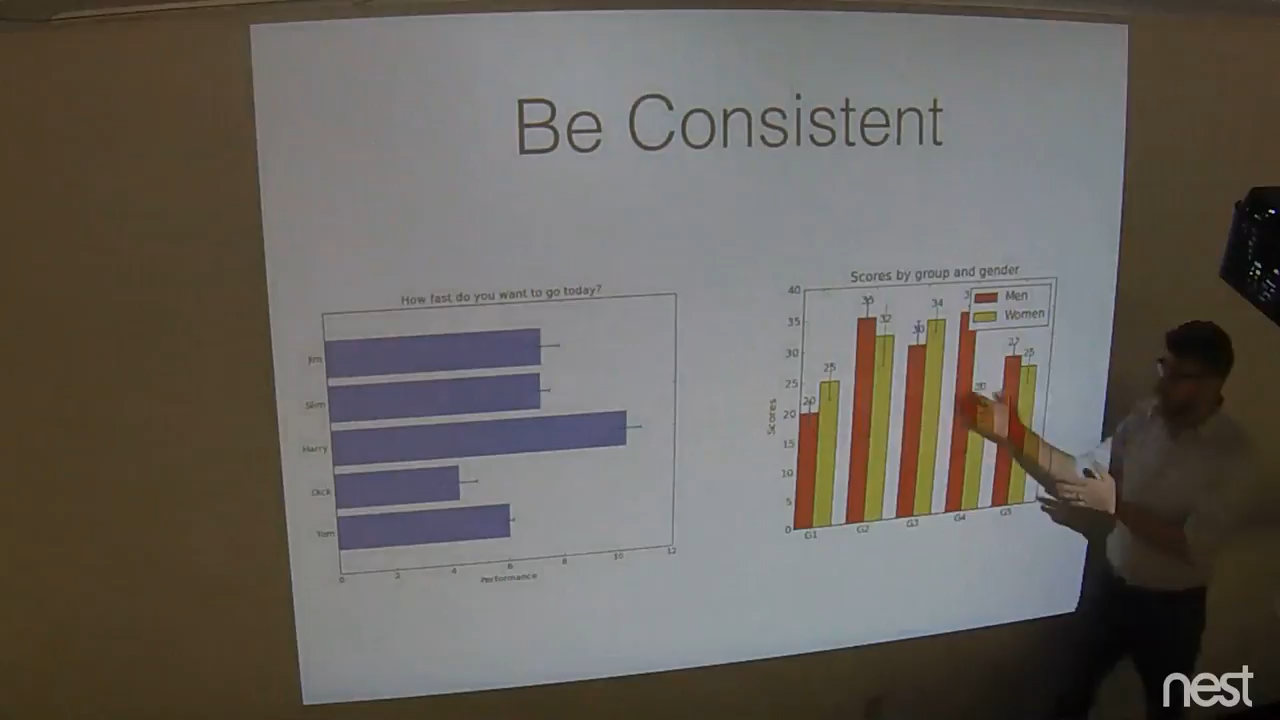 Be Consistent
How fast do you want to go today?
Jim
Slim
Harry
Dick
Tom
0 2 4 6 8 10 12
Performance
Scores by group and gender
Men
Women
40
35
30
25
20
15
10
5
0
Scores
20 25 35 32 30 34 20 27 25
G1 G2 G3 G4 G5
nest